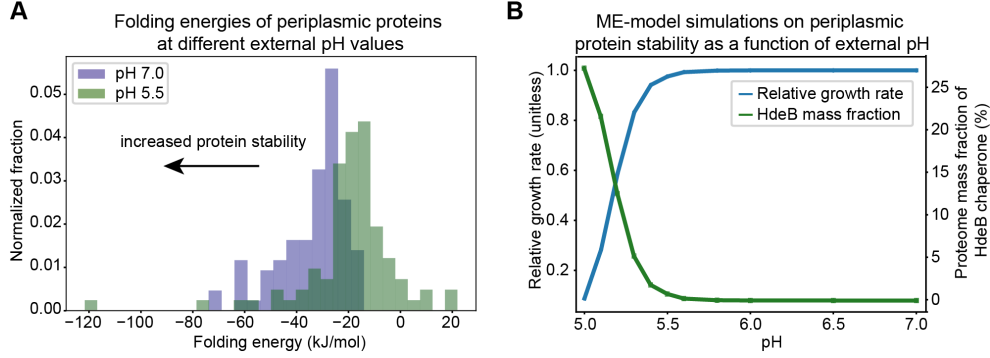 A
Folding energies of periplasmic proteins
at different external pH values
pH 7.0
pH 5.5
increased protein stability
Normalized fraction
0.05
0.04
0.03
0.02
0.01
0.00
−120 −100 −80 −60 −40 −20 0 20
Folding energy (kJ/mol)
B
ME-model simulations on periplasmic
protein stability as a function of external pH
Relative growth rate
HdeB mass fraction
Relative growth rate (unitless)
1.0
0.8
0.6
0.4
0.2
5.0 5.5 6.0 6.5 7.0
pH
25
20
15
10
5
0
Proteome mass fraction of
HdeB chaperone (%)